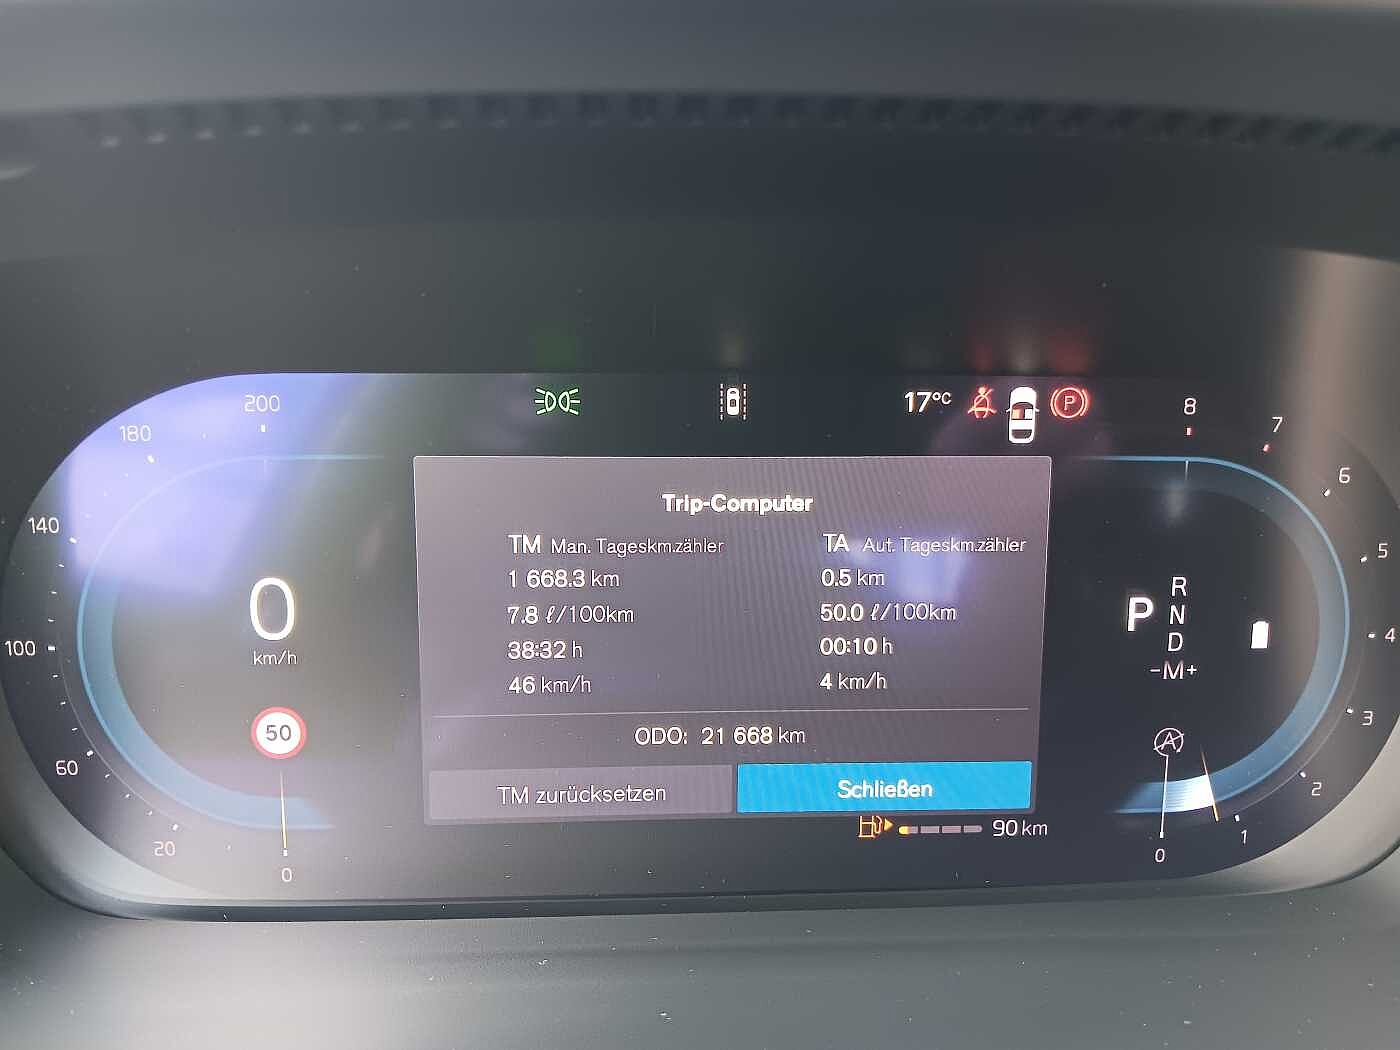 200
180
140
100
60
20
0
0
km/h
50
17°C
P
Trip-Computer
TM Man. Tageskm.zähler
1 668.3 km
7.8 ℓ/100km
38:32 h
46 km/h
TA Aut. Tageskm.zähler
0.5 km
50.0 ℓ/100km
00:10 h
4 km/h
ODO: 21 668 km
TM zurücksetzen
Schließen
90 km
8
7
6
5
4
3
2
1
0
R
P N
D
-M+
A